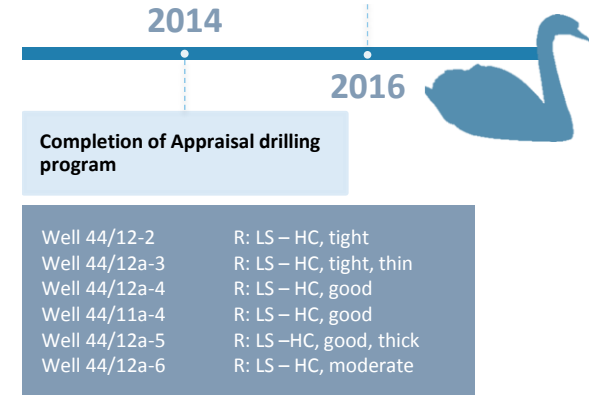 2014
2016
Completion of Appraisal drilling
program
Well 44/12-2 R: LS – HC, tight
Well 44/12a-3 R: LS – HC, tight, thin
Well 44/12a-4 R: LS – HC, good
Well 44/11a-4 R: LS – HC, good
Well 44/12a-5 R: LS –HC, good, thick
Well 44/12a-6 R: LS – HC, moderate